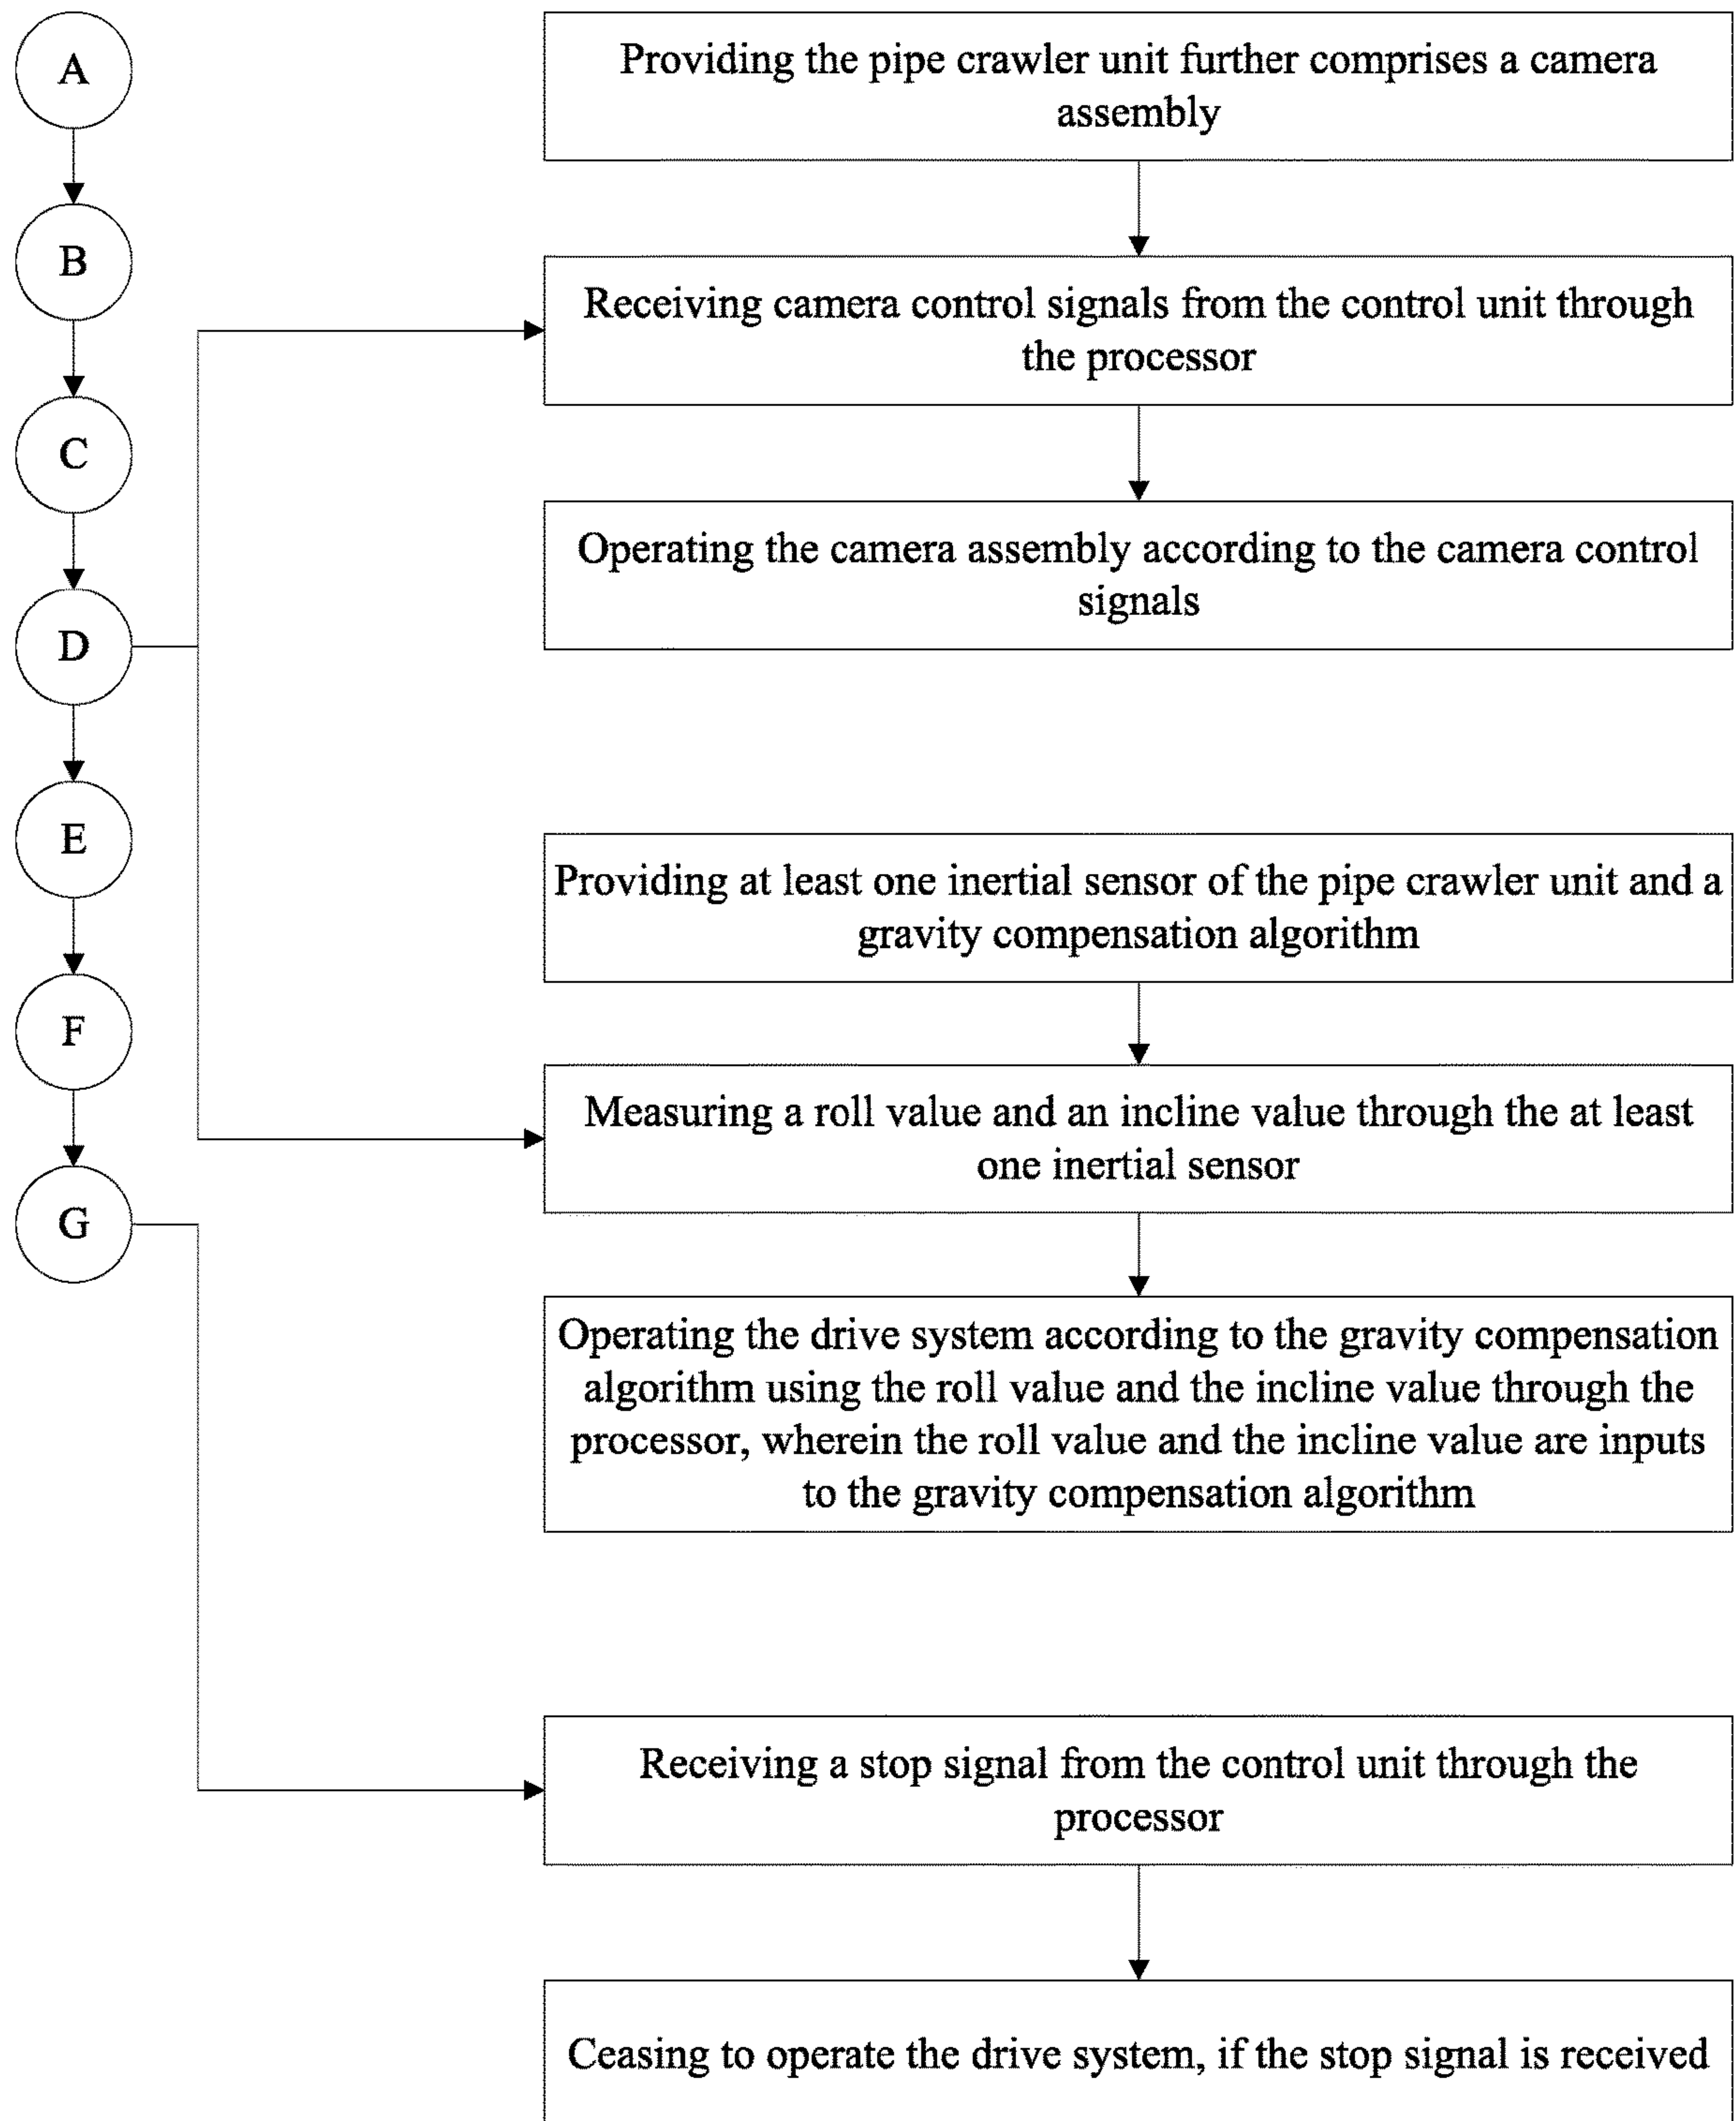 A
B
C
D
E
F
G
Providing the pipe crawler unit further comprises a camera
assembly
Receiving camera control signals from the control unit through
the processor
Operating the camera assembly according to the camera control
signals
Providing at least one inertial sensor of the pipe crawler unit and a
gravity compensation algorithm
Measuring a roll value and an incline value through the at least
one inertial sensor
Operating the drive system according to the gravity compensation
algorithm using the roll value and the incline value through the
processor, wherein the roll value and the incline value are inputs
to the gravity compensation algorithm
Receiving a stop signal from the control unit through the
processor
Ceasing to operate the drive system, if the stop signal is received